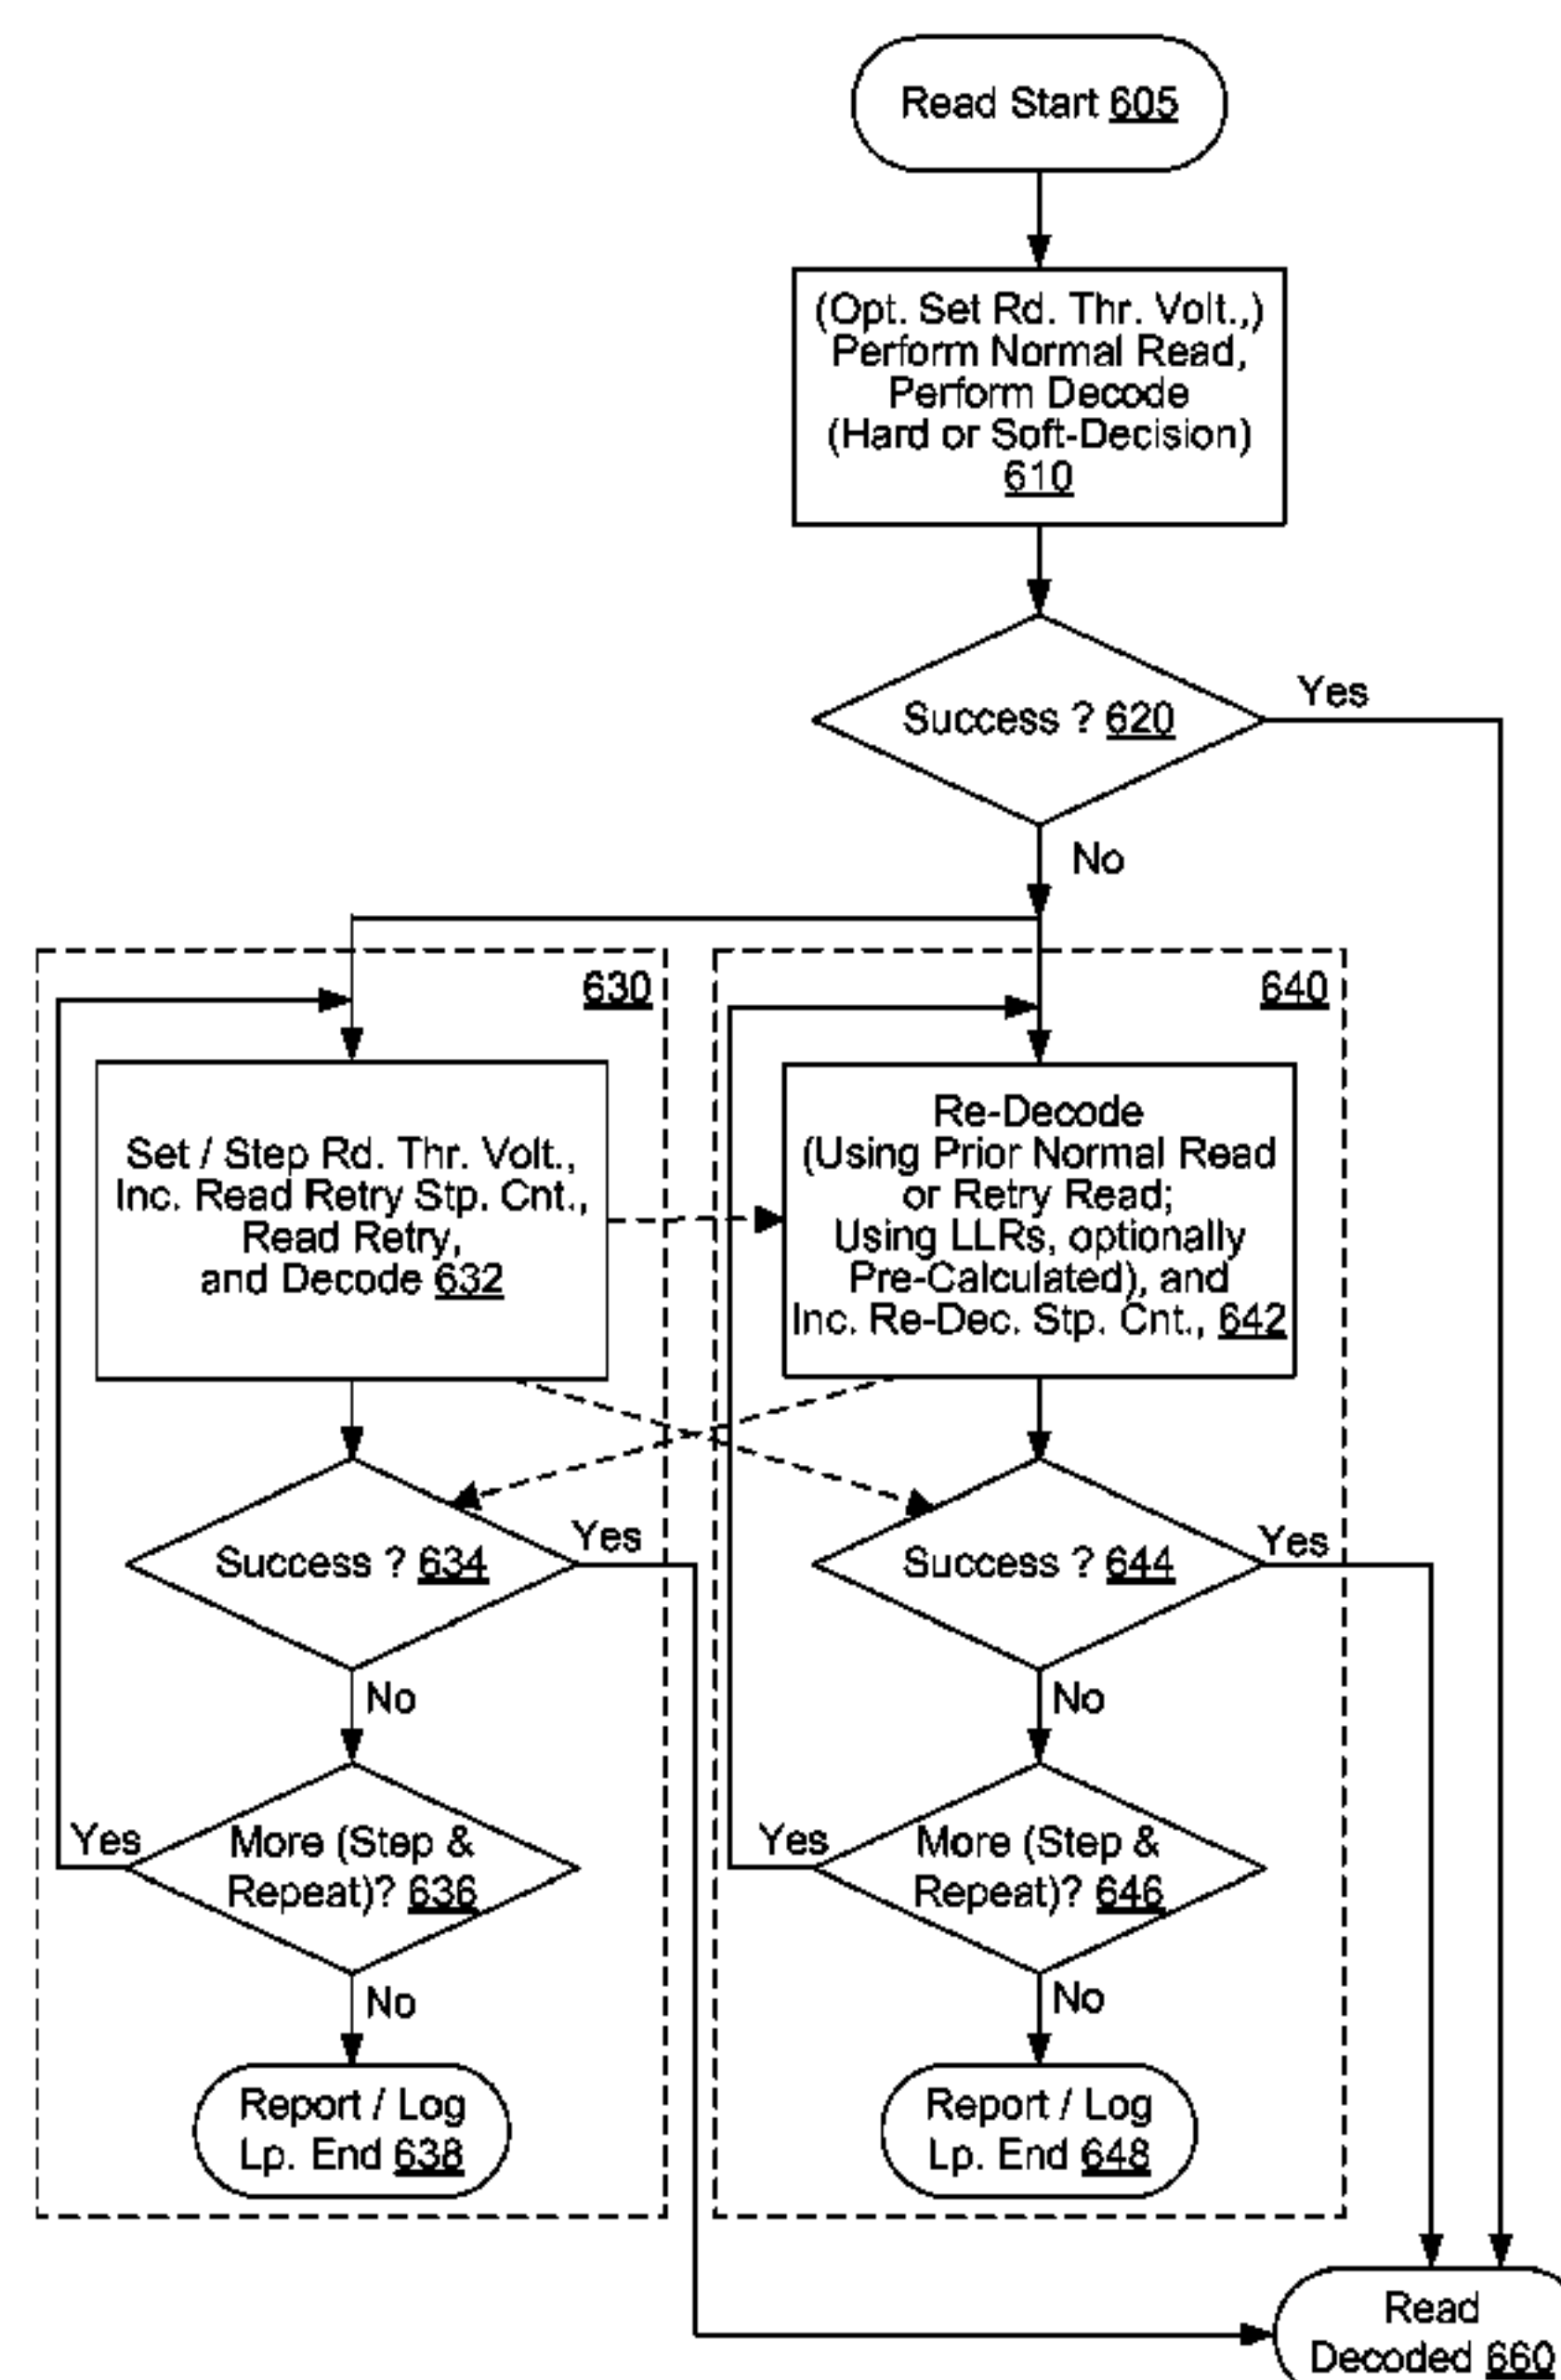 Read Start 605
(Opt. Set Rd. Thr. Volt.,)
Perform Normal Read,
Perform Decode
(Hard or Soft-Decision)
610
Success ? 620
Yes
No
630
Set / Step Rd. Thr. Volt.,
Inc. Read Retry Stp. Cnt.,
Read Retry,
and Decode 632
Success ? 634
Yes
No
More (Step &
Repeat)? 636
Yes
No
Report / Log
Lp. End 638
640
Re-Decode
(Using Prior Normal Read
or Retry Read;
Using LLRs, optionally
Pre-Calculated), and
Inc. Re-Dec. Stp. Cnt., 642
Success ? 644
Yes
No
More (Step &
Repeat)? 646
Yes
No
Report / Log
Lp. End 648
Read
Decoded 660